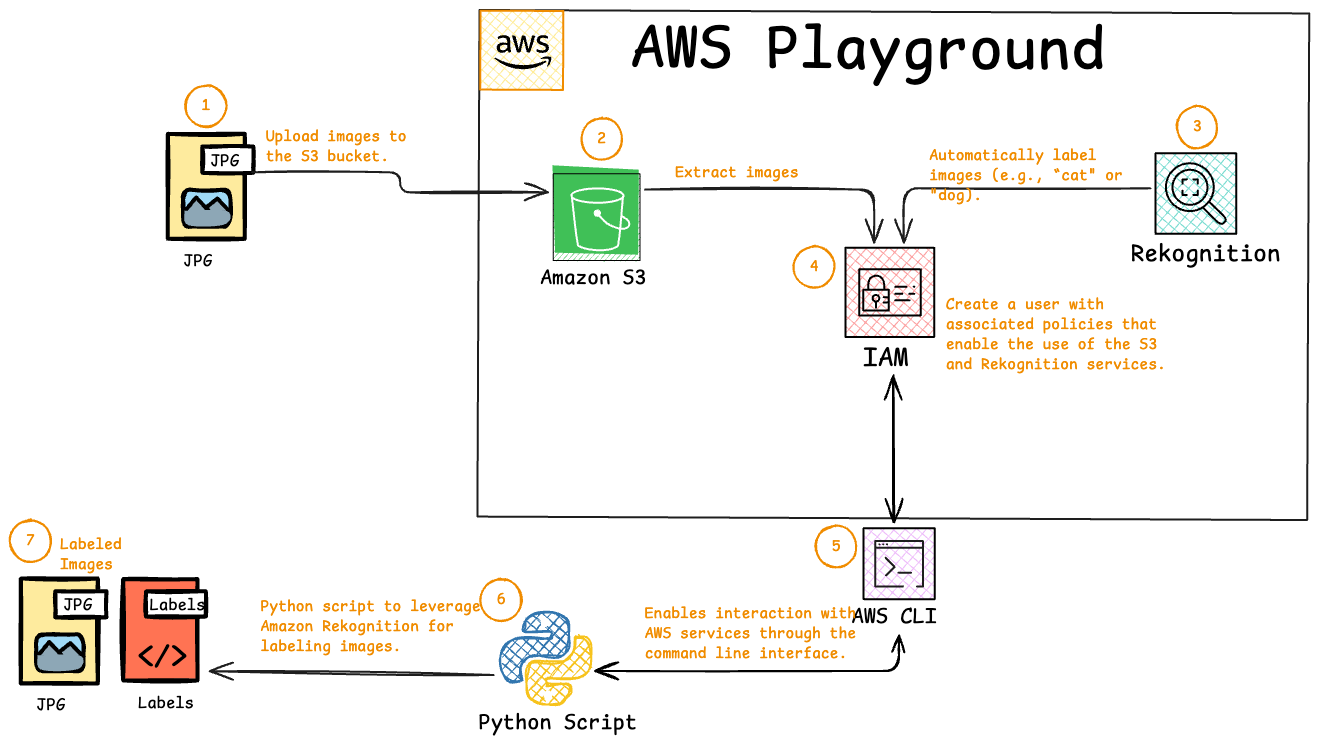 aws
AWS Playground
1
JPG
JPG
Upload images to
the S3 bucket.
2
Amazon S3
Extract images
3
Automatically label
images (e.g., “cat" or
"dog).
Rekognition
4
IAM
Create a user with
associated policies that
enable the use of the S3
and Rekognition services.
5
AWS CLI
Enables interaction with
AWS services through the
command line interface.
6
Python Script
Python script to leverage
Amazon Rekognition for
labeling images.
7
Labeled
Images
JPG
JPG
Labels
</>
Labels